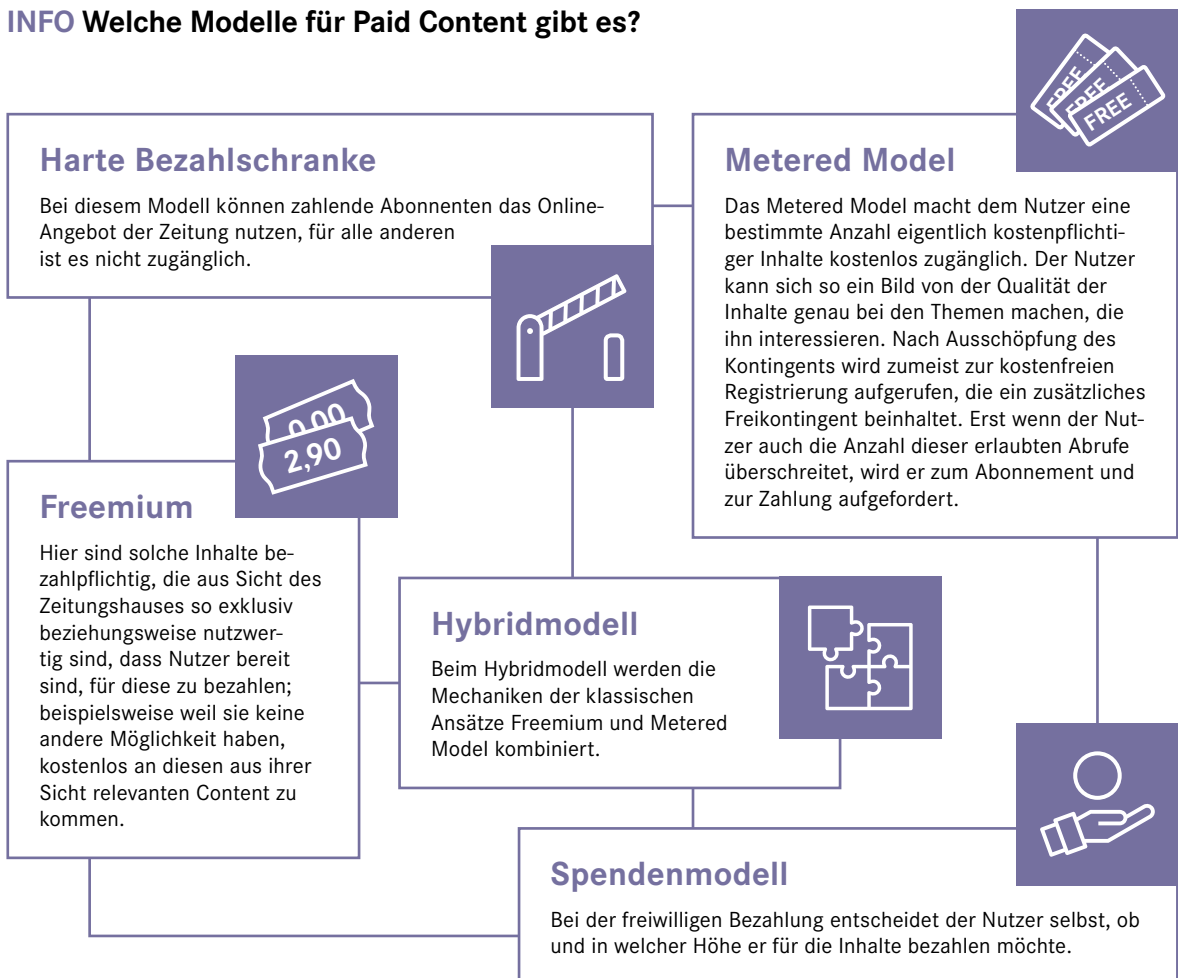 INFO Welche Modelle für Paid Content gibt es?
FREE
FREE
FREE
Harte Bezahlschranke
Bei diesem Modell können zahlende Abonnenten das Online-
Angebot der Zeitung nutzen, für alle anderen
ist es nicht zugänglich.
Metered Model
Das Metered Model macht dem Nutzer eine
bestimmte Anzahl eigentlich kostenpflichti-
ger Inhalte kostenlos zugänglich. Der Nutzer
kann sich so ein Bild von der Qualität der
Inhalte genau bei den Themen machen, die
ihn interessieren. Nach Ausschöpfung des
Kontingents wird zumeist zur kostenfreien
Registrierung aufgerufen, die ein zusätzliches
Freikontingent beinhaltet. Erst wenn der Nut-
zer auch die Anzahl dieser erlaubten Abrufe
überschreitet, wird er zum Abonnement und
zur Zahlung aufgefordert.
0,00
2,90
Freemium
Hier sind solche Inhalte be-
zahlpflichtig, die aus Sicht des
Zeitungshauses so exklusiv
beziehungsweise nutzwer-
tig sind, dass Nutzer bereit
sind, für diese zu bezahlen;
beispielsweise weil sie keine
andere Möglichkeit haben,
kostenlos an diesen aus ihrer
Sicht relevanten Content zu
kommen.
Hybridmodell
Beim Hybridmodell werden die
Mechaniken der klassischen
Ansätze Freemium und Metered
Model kombiniert.
Spendenmodell
Bei der freiwilligen Bezahlung entscheidet der Nutzer selbst, ob
und in welcher Höhe er für die Inhalte bezahlen möchte.